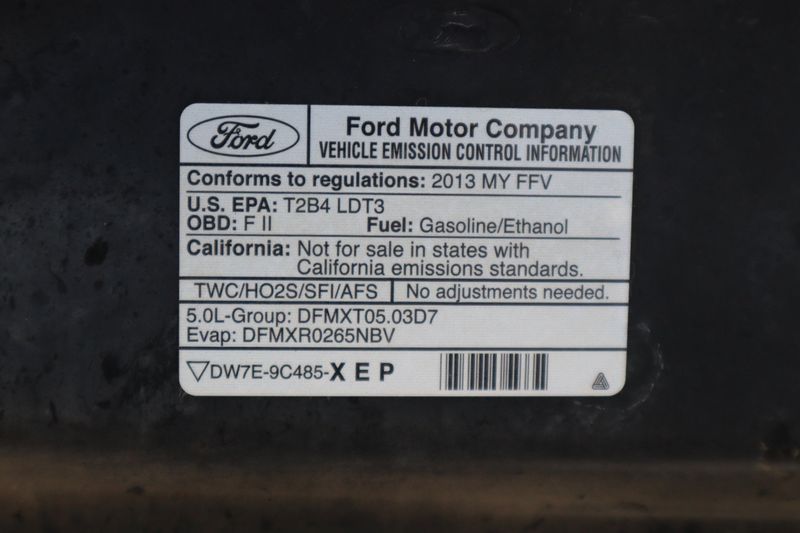 Ford
Ford Motor Company
VEHICLE EMISSION CONTROL INFORMATION
Conforms to regulations: 2013 MY FFV
U.S. EPA: T2B4 LDT3
OBD: F II Fuel: Gasoline/Ethanol
California: Not for sale in states with
California emissions standards.
TWC/HO2S/SFI/AFS No adjustments needed.
5.0L-Group: DFMXT05.03D7
Evap: DFMXR0265NBV
DW7E-9C485-X E P